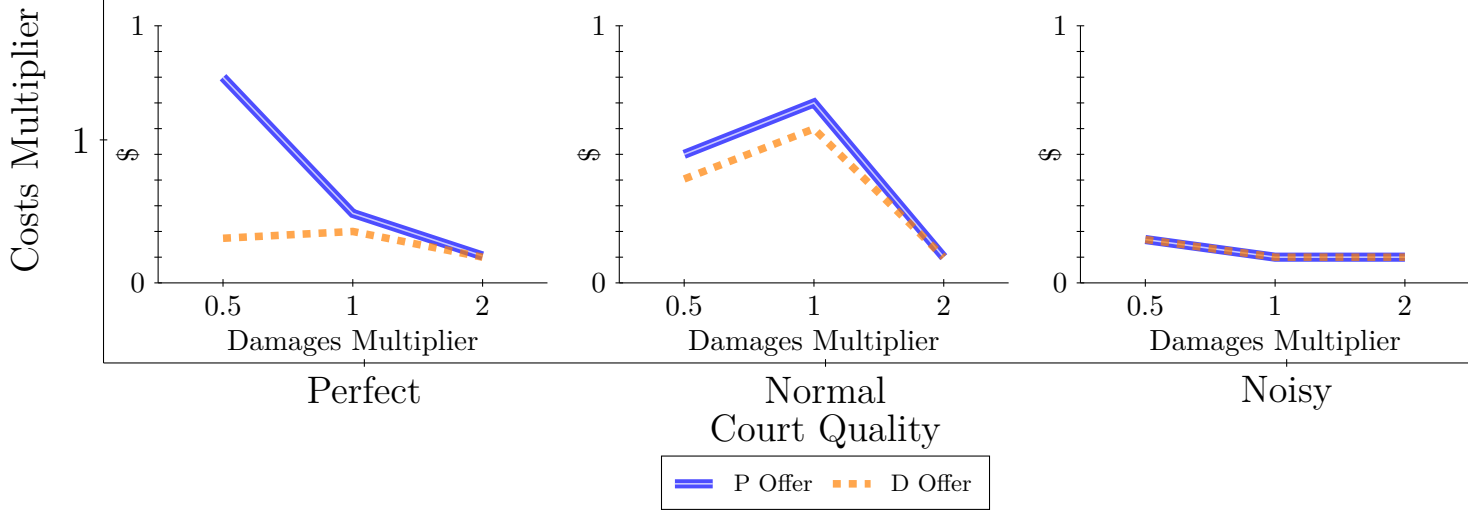 Costs Multiplier
1
1
$
0
0.5 1 2
Damages Multiplier
1
$
0
0.5 1 2
Damages Multiplier
1
$
0
0.5 1 2
Damages Multiplier
Perfect Normal Noisy
Court Quality
P Offer D Offer